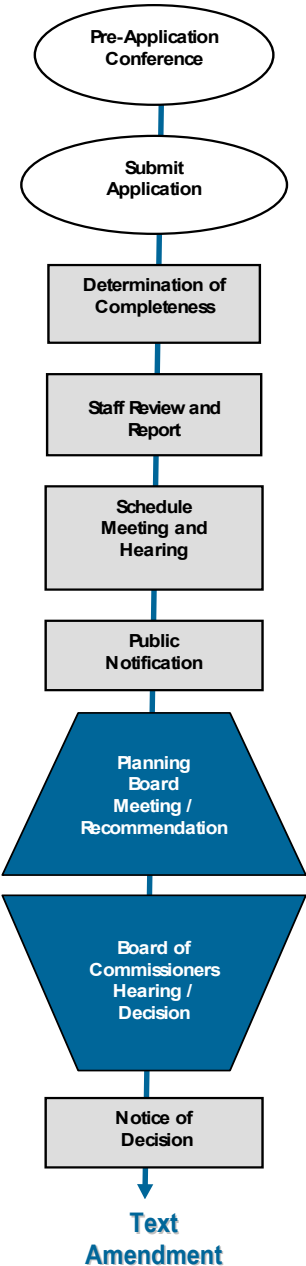 Pre-Application
Conference
Submit
Application
Determination of
Completeness
Staff Review and
Report
Schedule
Meeting and
Hearing
Public
Notification
Planning
Board
Meeting /
Recommendation
Board of
Commissioners
Hearing /
Decision
Notice of
Decision
Text
Amendment